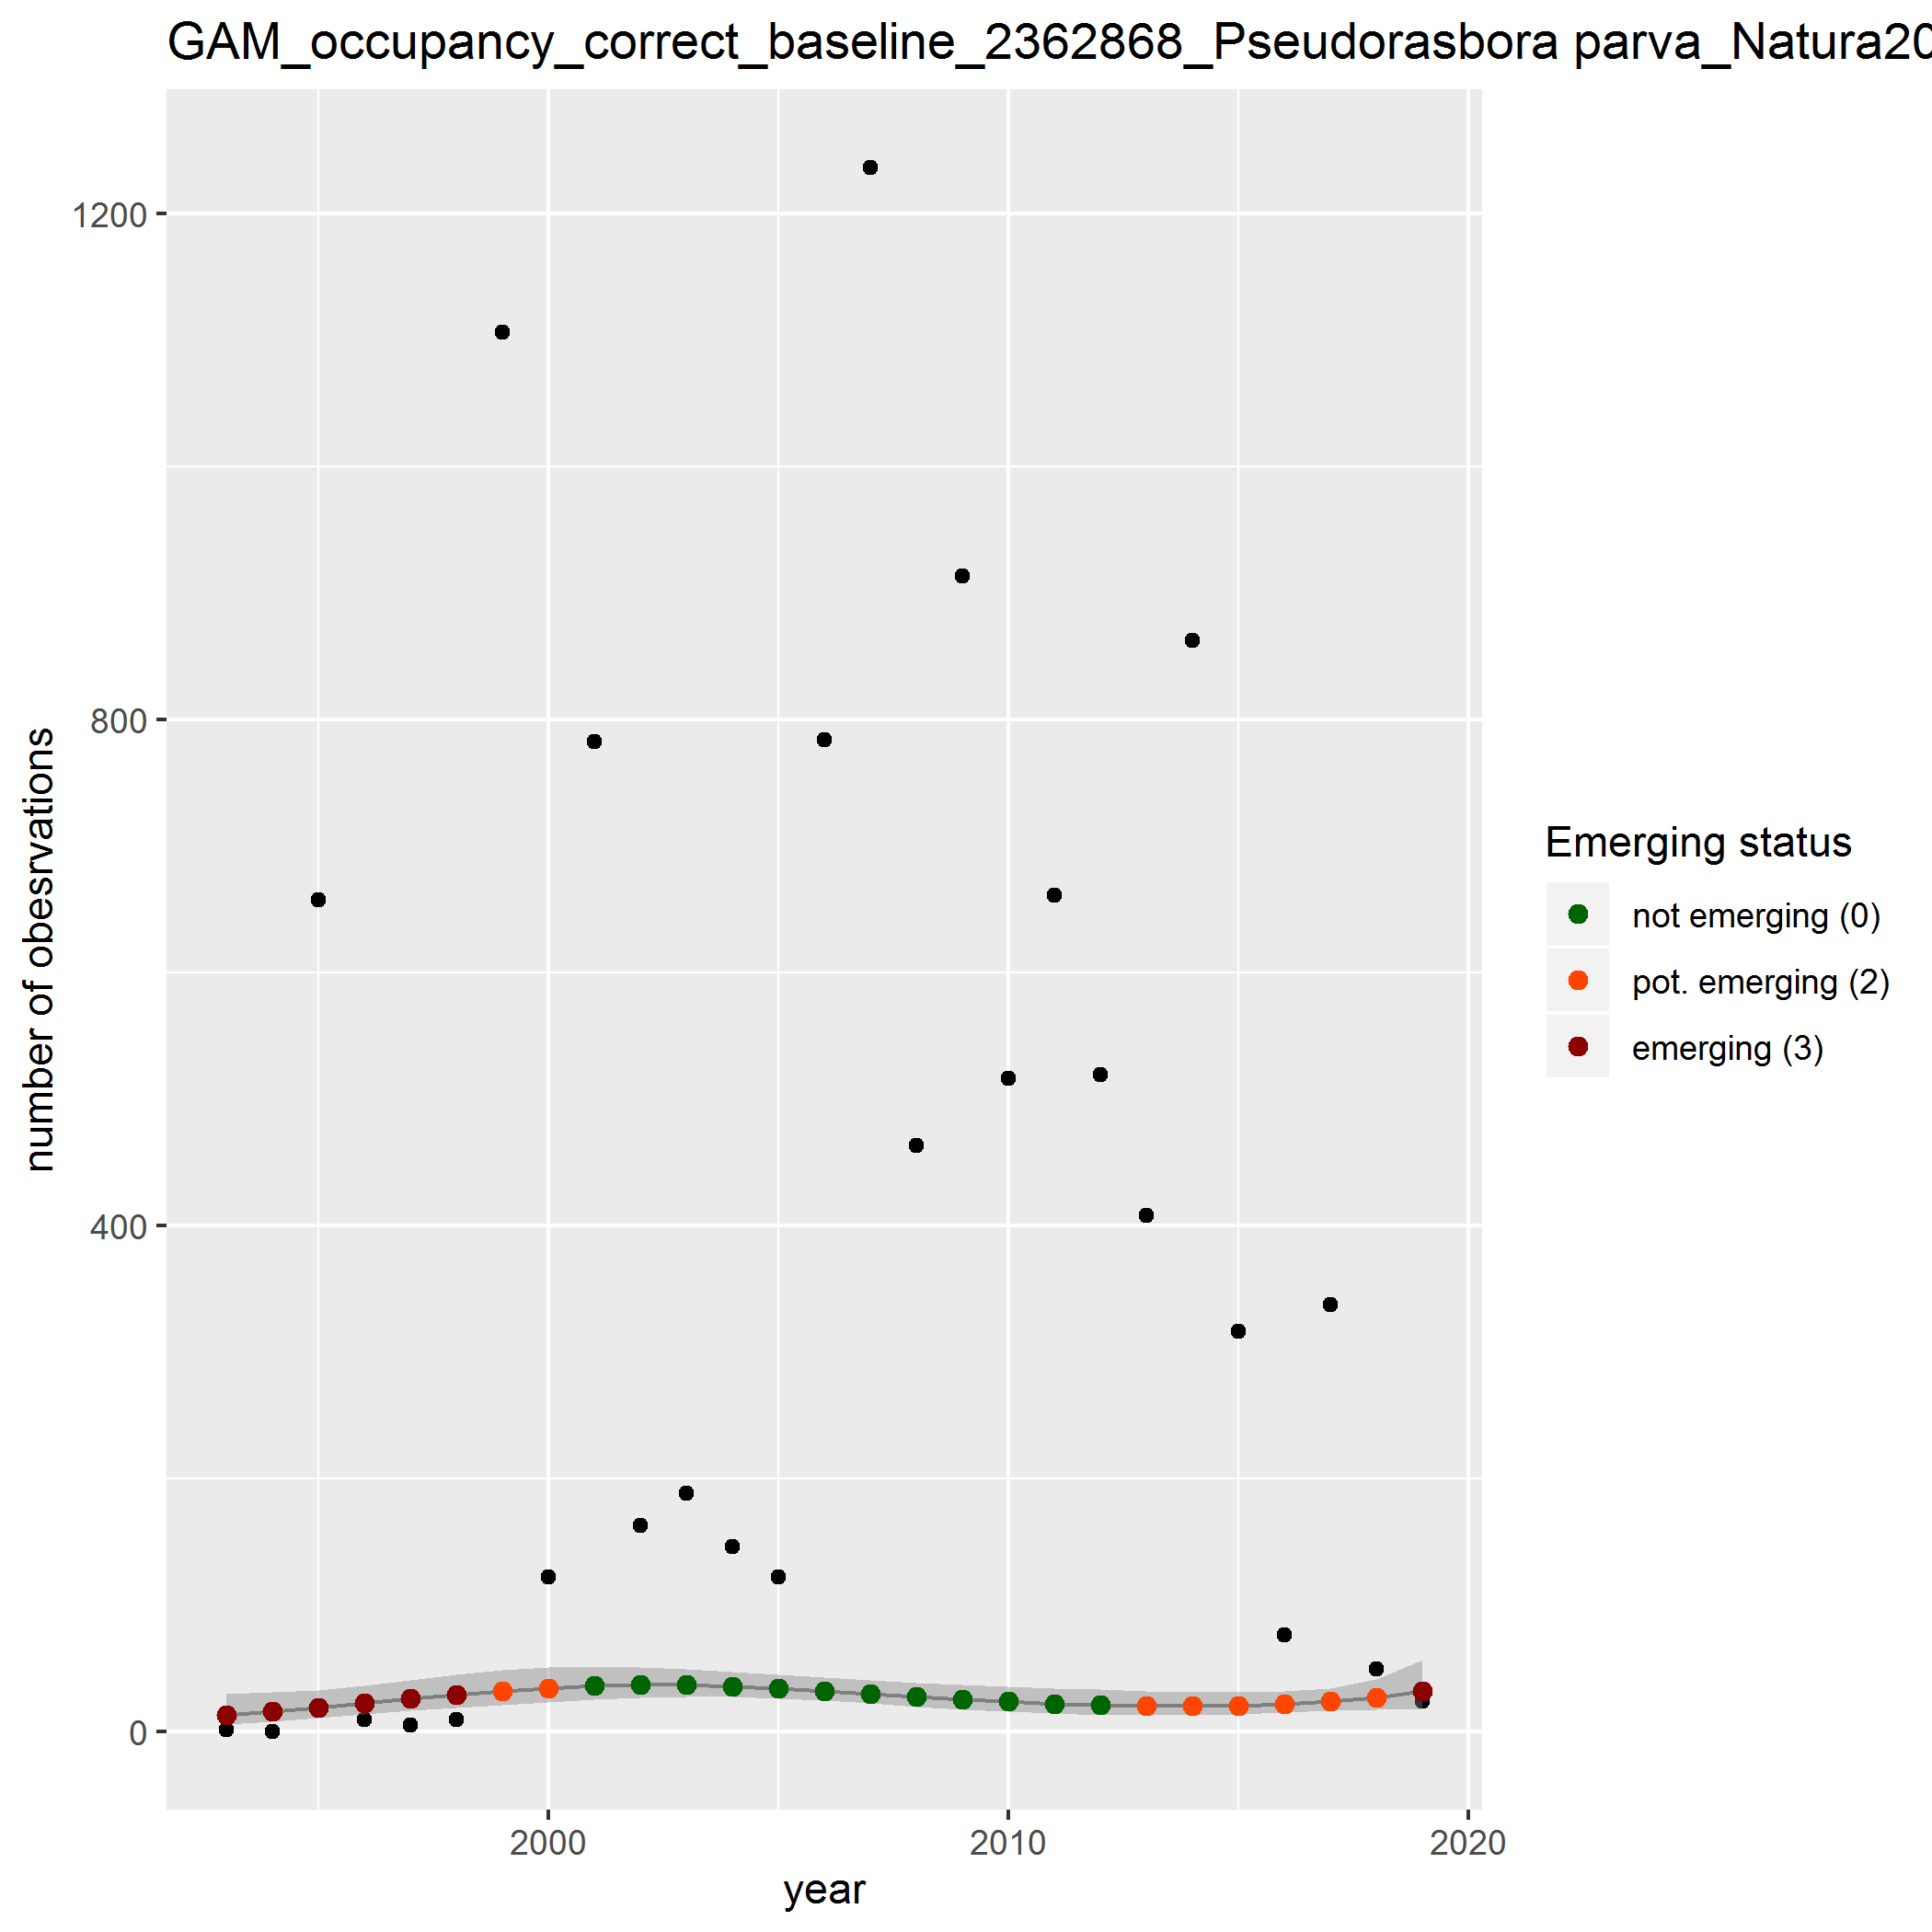 GAM_occupancy_correct_baseline_2362868_Pseudorasbora parva_Natura20
1200
800
400
0
number of obesrvations
2000
2010
2020
year
Emerging status
not emerging (0)
pot. emerging (2)
emerging (3)